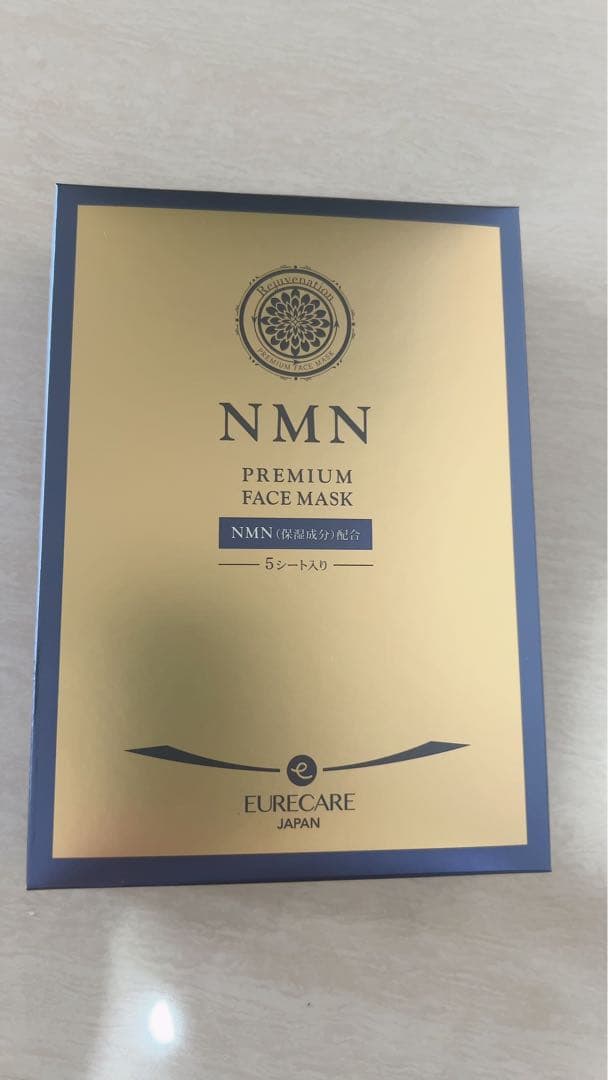 Rejuvenation
PREMIUM FACE MASK
NMN
PREMIUM
FACE MASK
NMN(保湿成分)配合
5シート入り
e
EURECARE
JAPAN